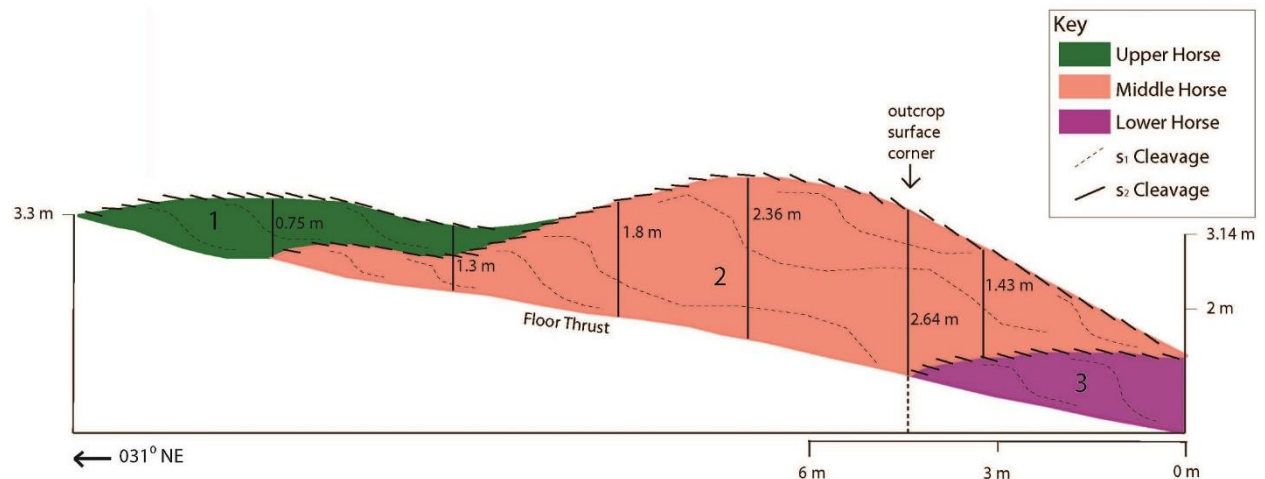 Key
Upper Horse
Middle Horse
Lower Horse
s₁ Cleavage
s₂ Cleavage
outcrop
surface
corner
3.3 m
1
0.75 m
1.3 m
1.8 m
2.36 m
2
2.64 m
1.43 m
3.14 m
2 m
Floor Thrust
3
031° NE
6 m
3 m
0 m